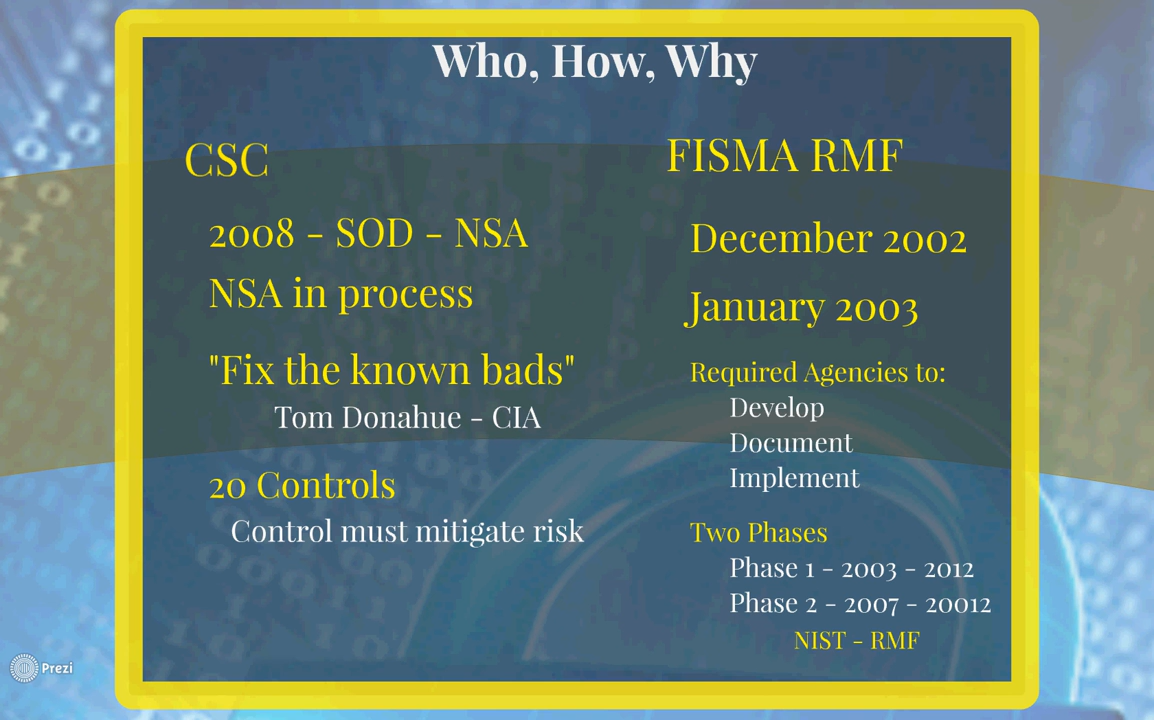 Who, How, Why
CSC
2008 - SOD - NSA
NSA in process
"Fix the known bads"
Tom Donahue - CIA
20 Controls
Control must mitigate risk
FISMA RMF
December 2002
January 2003
Required Agencies to:
Develop
Document
Implement
Two Phases
Phase 1 - 2003 - 2012
Phase 2 - 2007 - 20012
NIST - RMF
Prezi